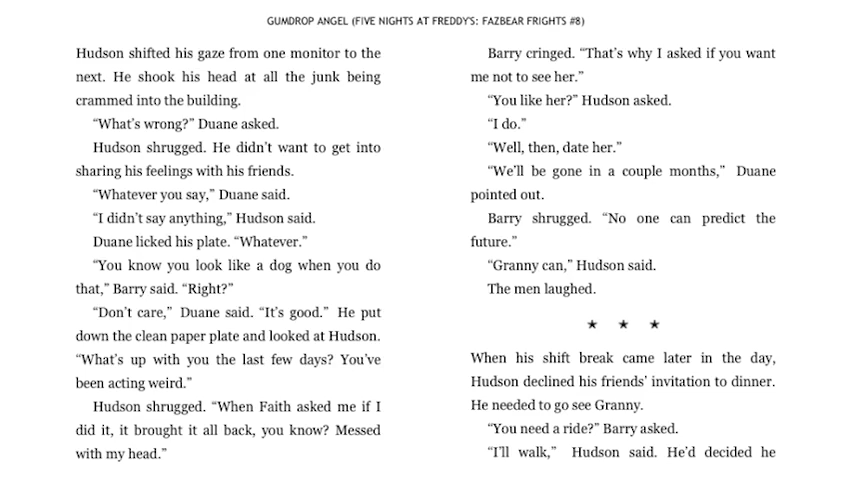 GUMDROP ANGEL (FIVE NIGHTS AT FREDDY'S: FAZBEAR FRIGHTS #8)
Hudson shifted his gaze from one monitor to the
next. He shook his head at all the junk being
crammed into the building.
“What’s wrong?” Duane asked.
Hudson shrugged. He didn’t want to get into
sharing his feelings with his friends.
“Whatever you say,” Duane said.
“I didn’t say anything,” Hudson said.
Duane licked his plate. “Whatever.”
“You know you look like a dog when you do
that,” Barry said. “Right?”
“Don’t care,” Duane said. “It’s good.” He put
down the clean paper plate and looked at Hudson.
“What’s up with you the last few days? You’ve
been acting weird.”
Hudson shrugged. “When Faith asked me if I
did it, it brought it all back, you know? Messed
with my head.”
Barry cringed. “That’s why I asked if you want
me not to see her.”
“You like her?” Hudson asked.
“I do.”
“Well, then, date her.”
“We’ll be gone in a couple months,” Duane
pointed out.
Barry shrugged. “No one can predict the
future.”
“Granny can,” Hudson said.
The men laughed.
★ ★ ★
When his shift break came later in the day,
Hudson declined his friends’ invitation to dinner.
He needed to go see Granny.
“You need a ride?” Barry asked.
“I’ll walk,” Hudson said. He’d decided he